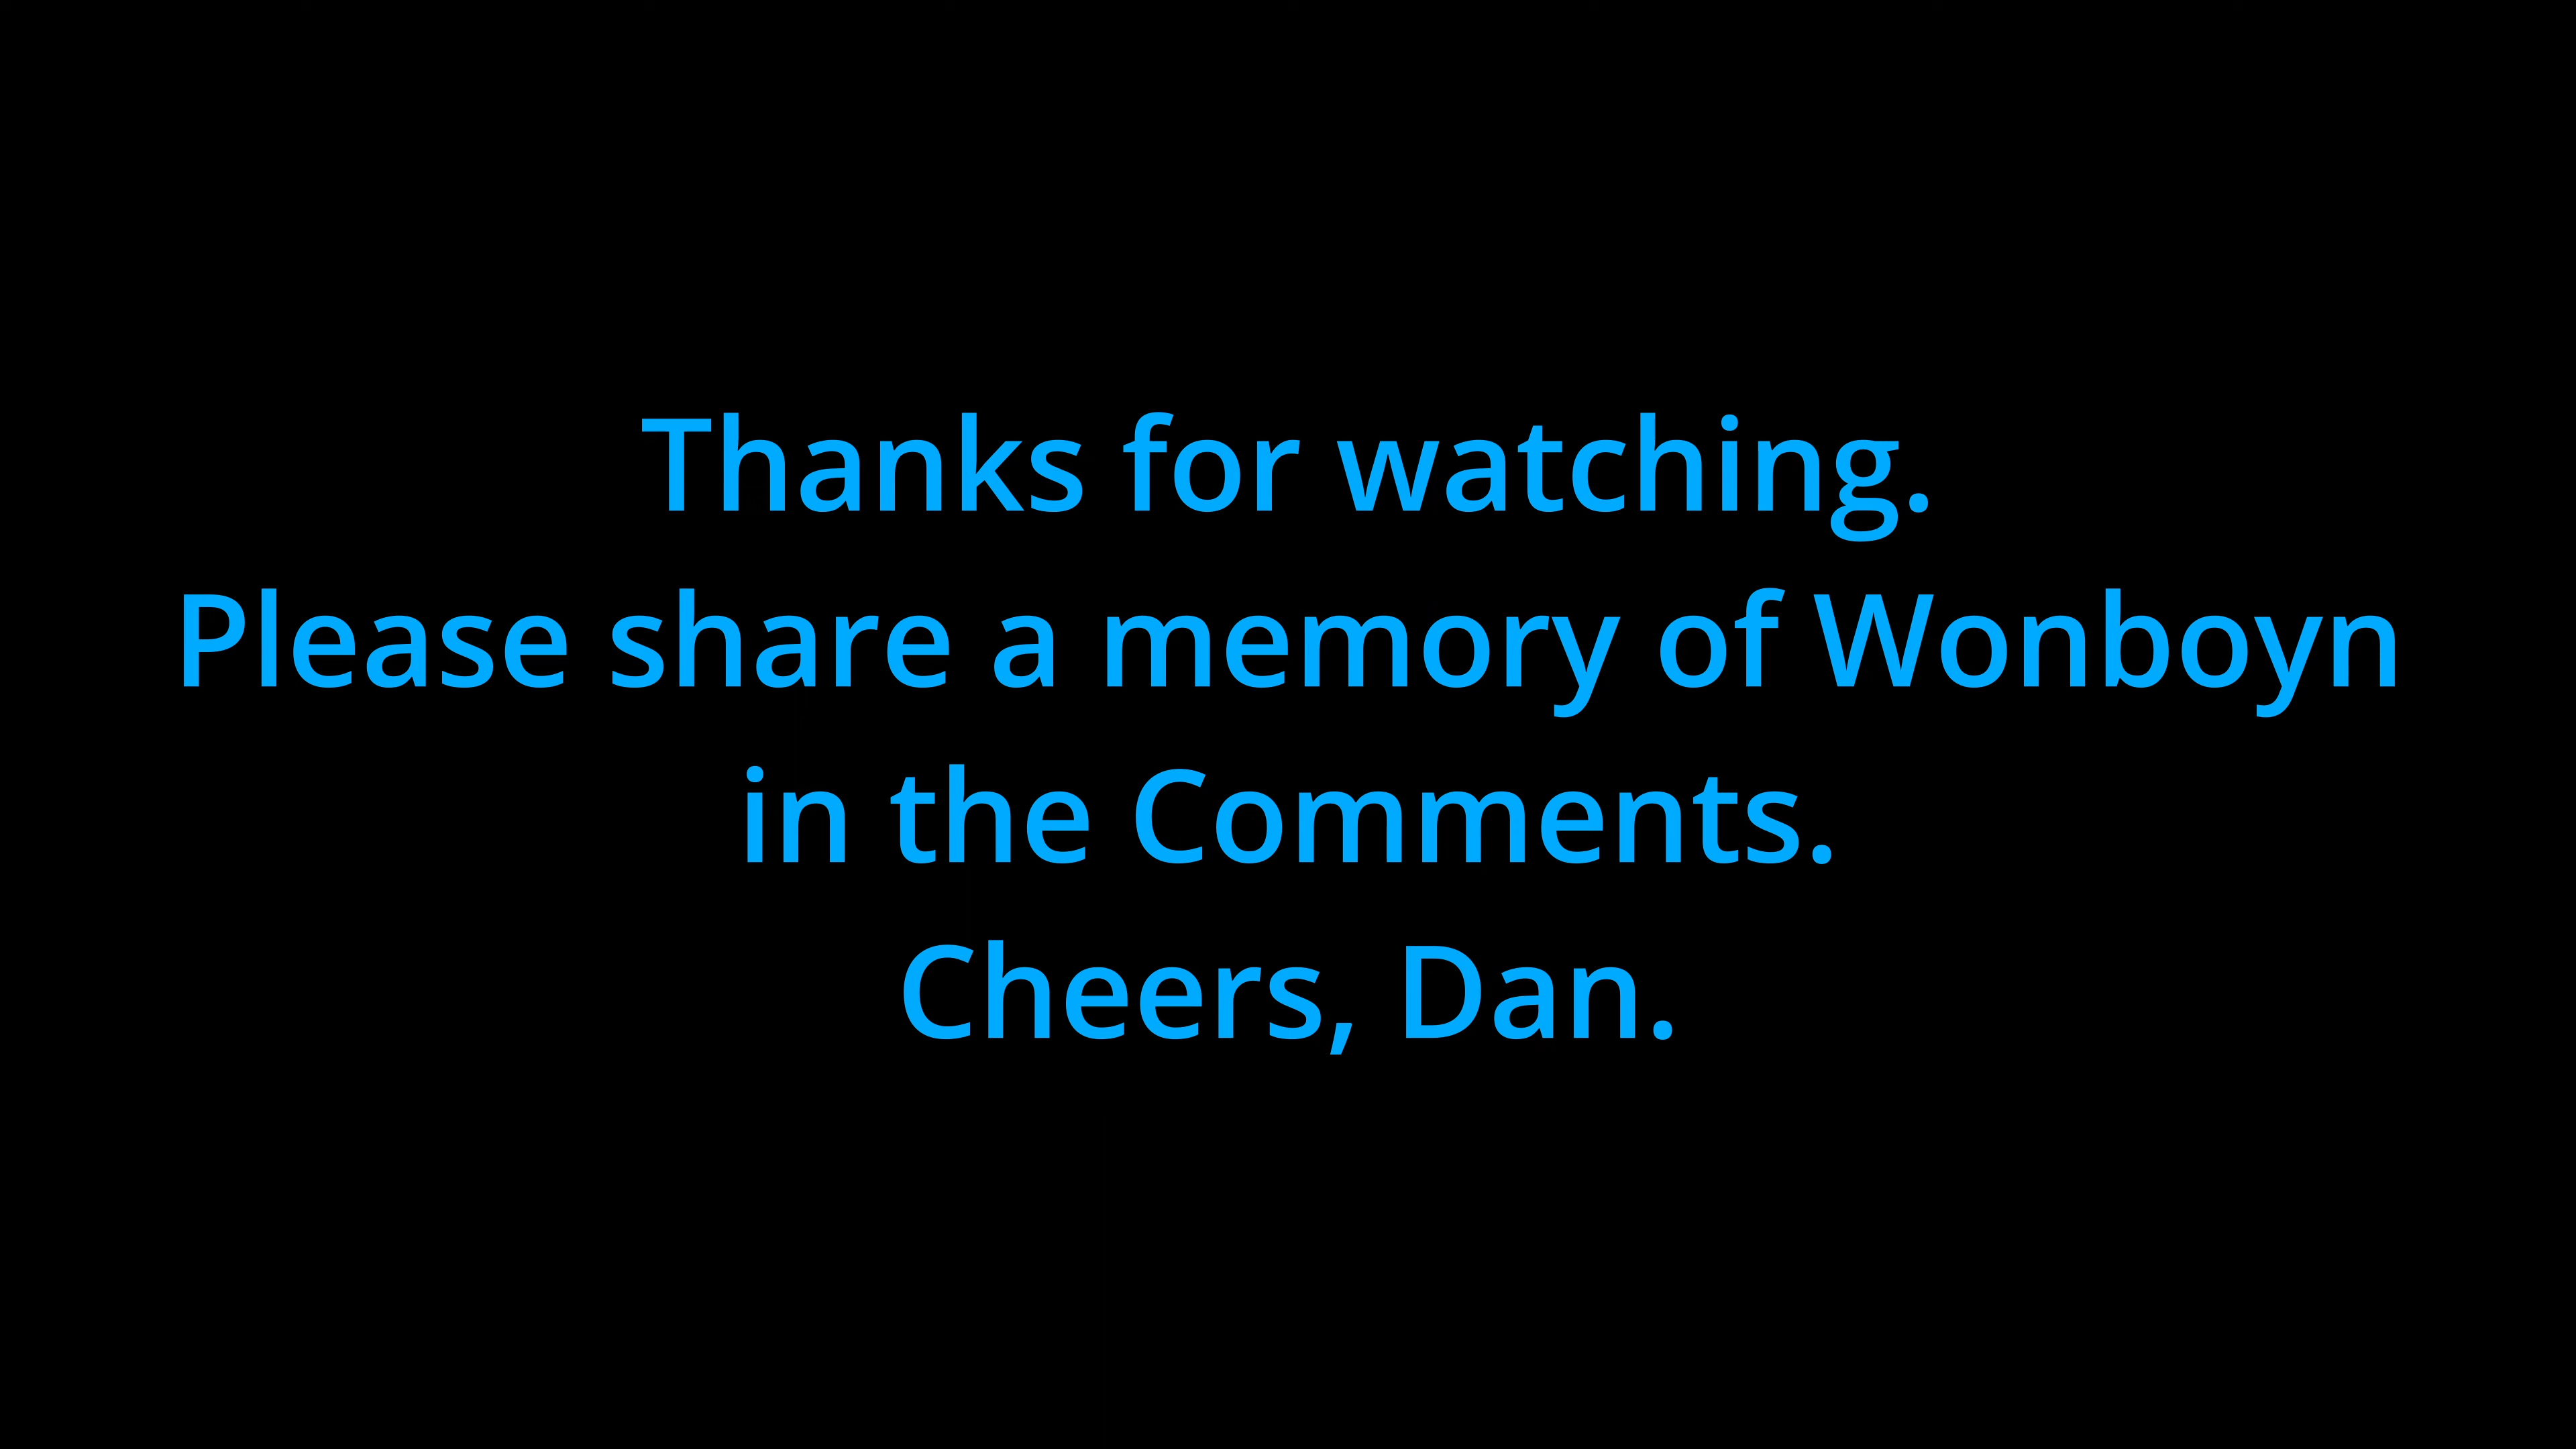 Thanks for watching.
Please share a memory of Wonboyn
in the Comments.
Cheers, Dan.